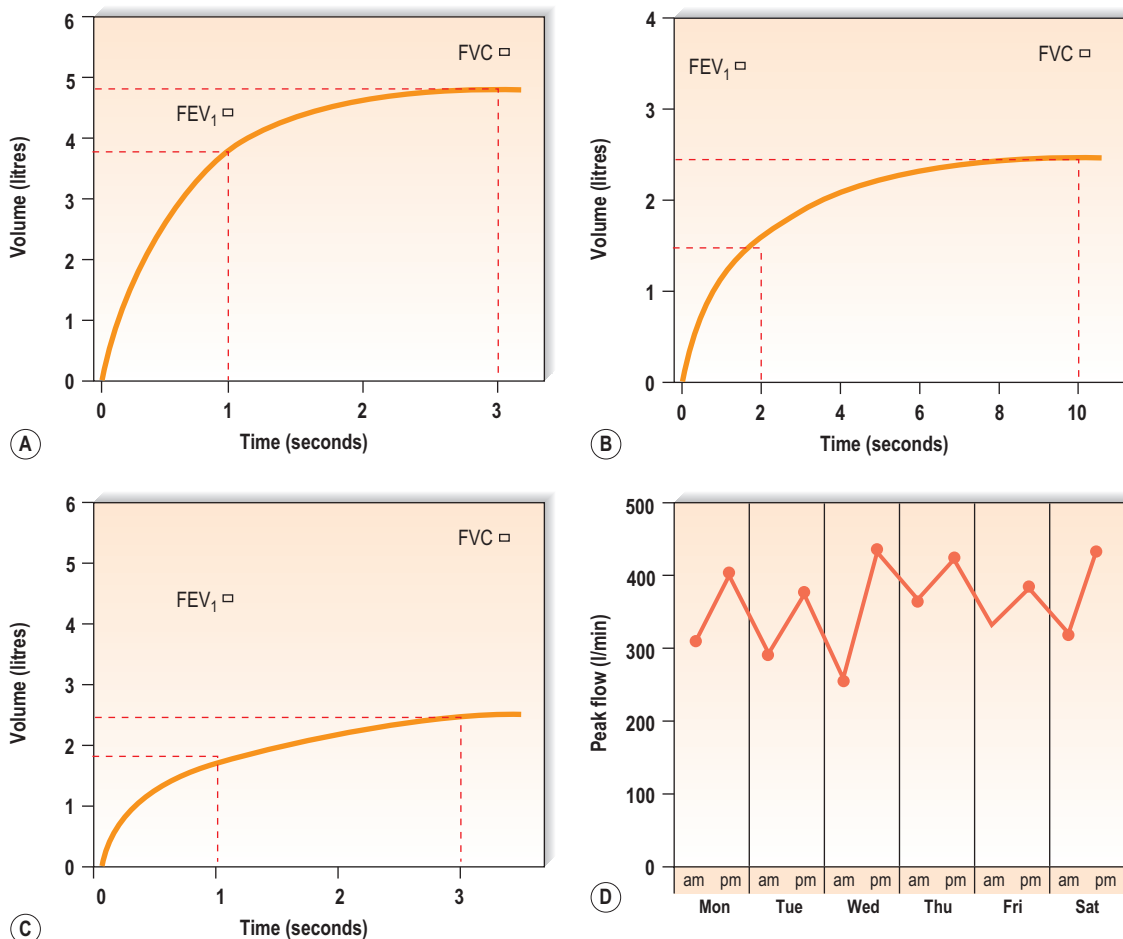 6
5
4
3
2
1
0
Volume (litres)
FEV1
FVC
0 1 2 3
Time (seconds)
A
4
3
2
1
0
Volume (litres)
FEV1
FVC
0 2 4 6 8 10
Time (seconds)
B
6
5
4
3
2
1
0
Volume (litres)
FEV1
FVC
0 1 2 3
Time (seconds)
C
500
400
300
200
100
0
Peak flow (l/min)
am pm am pm am pm am pm am pm am pm
Mon Tue Wed Thu Fri Sat
D